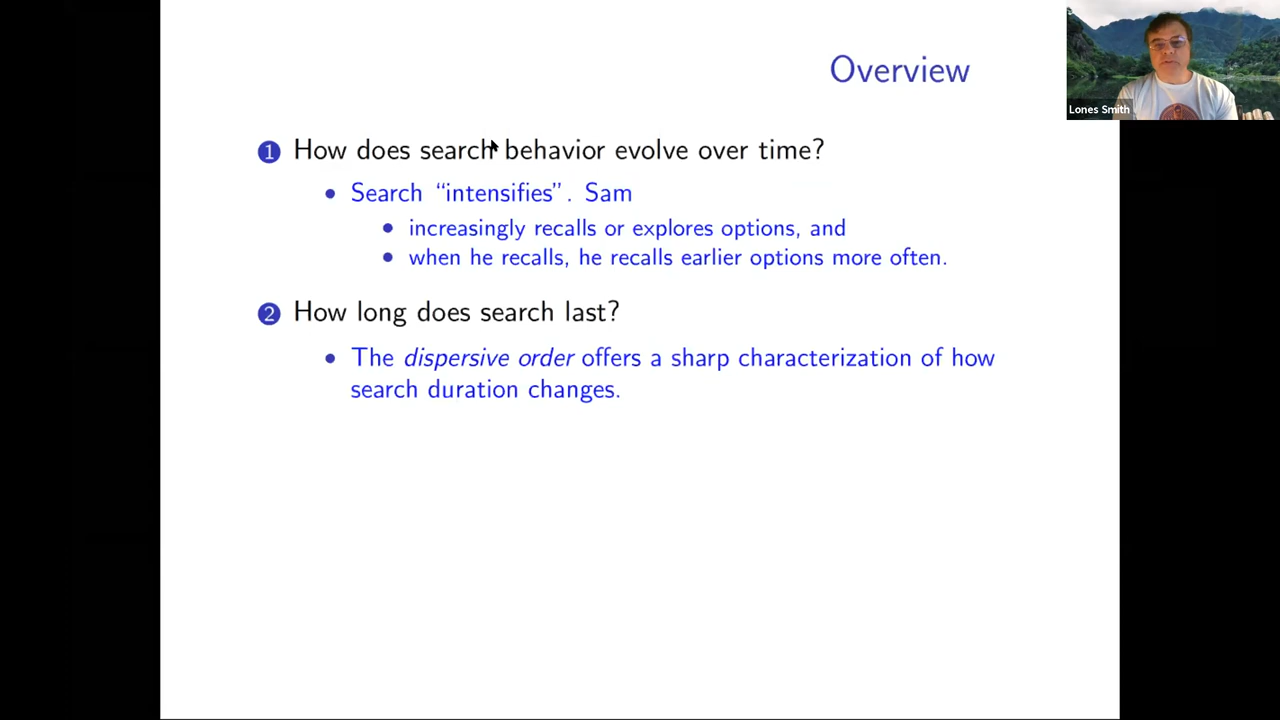 Overview
Lones Smith
1 How does search behavior evolve over time?
• Search “intensifies”. Sam
• increasingly recalls or explores options, and
• when he recalls, he recalls earlier options more often.
2 How long does search last?
• The dispersive order offers a sharp characterization of how
search duration changes.